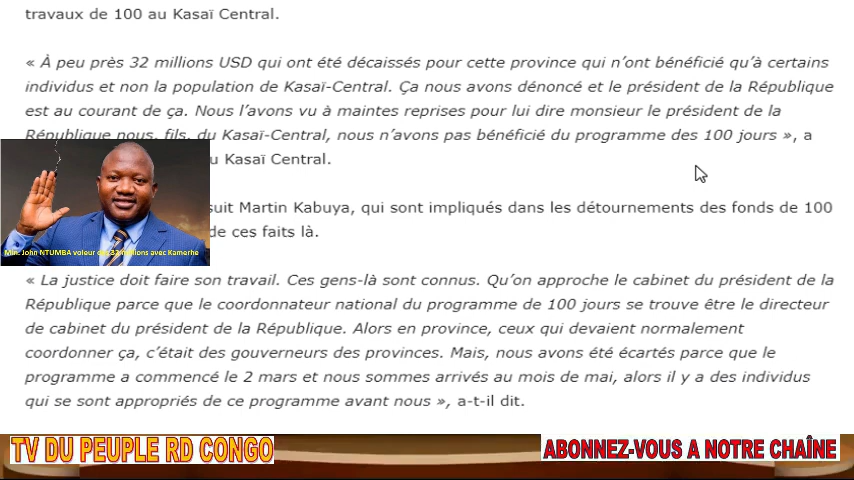 travaux de 100 au Kasaï Central.
« À peu près 32 millions USD qui ont été décaissés pour cette province qui n’ont bénéficié qu’à certains
individus et non la population de Kasaï-Central. Ça nous avons dénoncé et le président de la République
est au courant de ça. Nous l’avons vu à maintes reprises pour lui dire monsieur le président de la
République nous, fils, du Kasaï-Central, nous n’avons pas bénéficié du programme des 100 jours », a
u Kasaï Central.
suit Martin Kabuya, qui sont impliqués dans les détournements des fonds de 100
de ces faits là.
Min. John NTUMBA voleur des 32 millions avec Kamerhe
« La justice doit faire son travail. Ces gens-là sont connus. Qu’on approche le cabinet du président de la
République parce que le coordonnateur national du programme de 100 jours se trouve être le directeur
de cabinet du président de la République. Alors en province, ceux qui devaient normalement
coordonner ça, c’était des gouverneurs des provinces. Mais, nous avons été écartés parce que le
programme a commencé le 2 mars et nous sommes arrivés au mois de mai, alors il y a des individus
qui se sont appropriés de ce programme avant nous », a-t-il dit.
TV DU PEUPLE RD CONGO
ABONNEZ-VOUS A NOTRE CHAÎNE